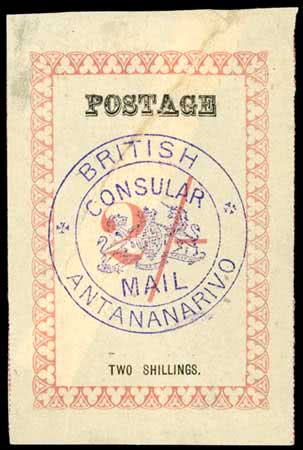 POSTAGE
BRITISH
CONSULAR
2/-
MAIL
ANTANANARIVO
TWO SHILLINGS.